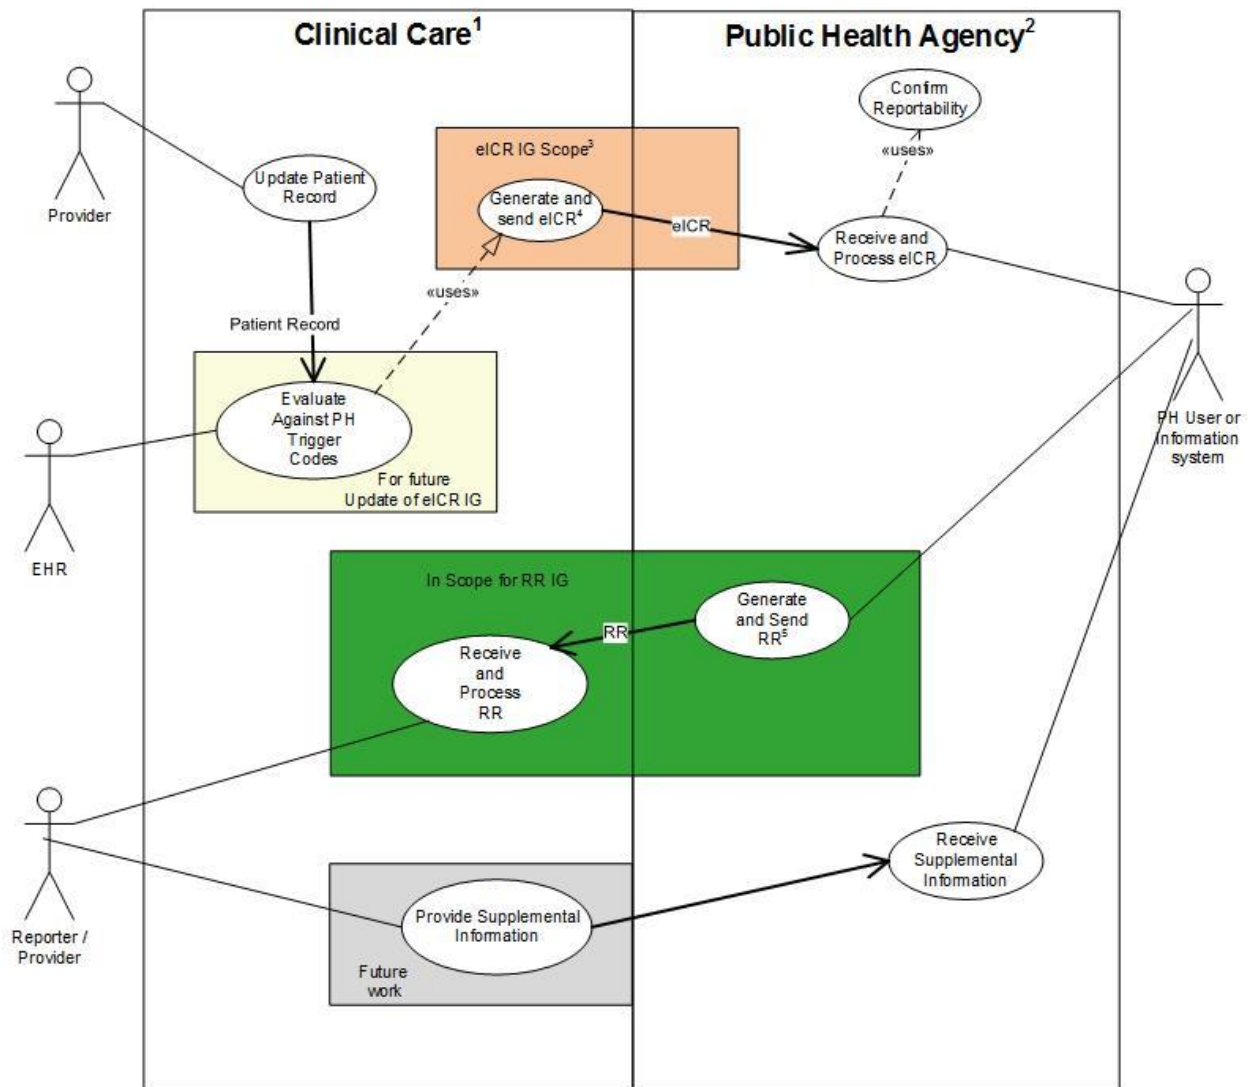 Clinical Care1
Public Health Agency2
Confirm
Reportability
«uses»
eICR IG Scope3
Provider
Update Patient
Record
Generate and
send eICR4
eICR
Receive and
Process eICR
«uses»
Patient Record
Evaluate
Against PH
Trigger
Codes
For future
Update of eICR IG
EHR
PH User or
Information
system
In Scope for RR IG
Generate
and Send
RR5
RR
Receive
and
Process
RR
Receive
Supplemental
Information
Reporter /
Provider
Provide Supplemental
Information
Future
work